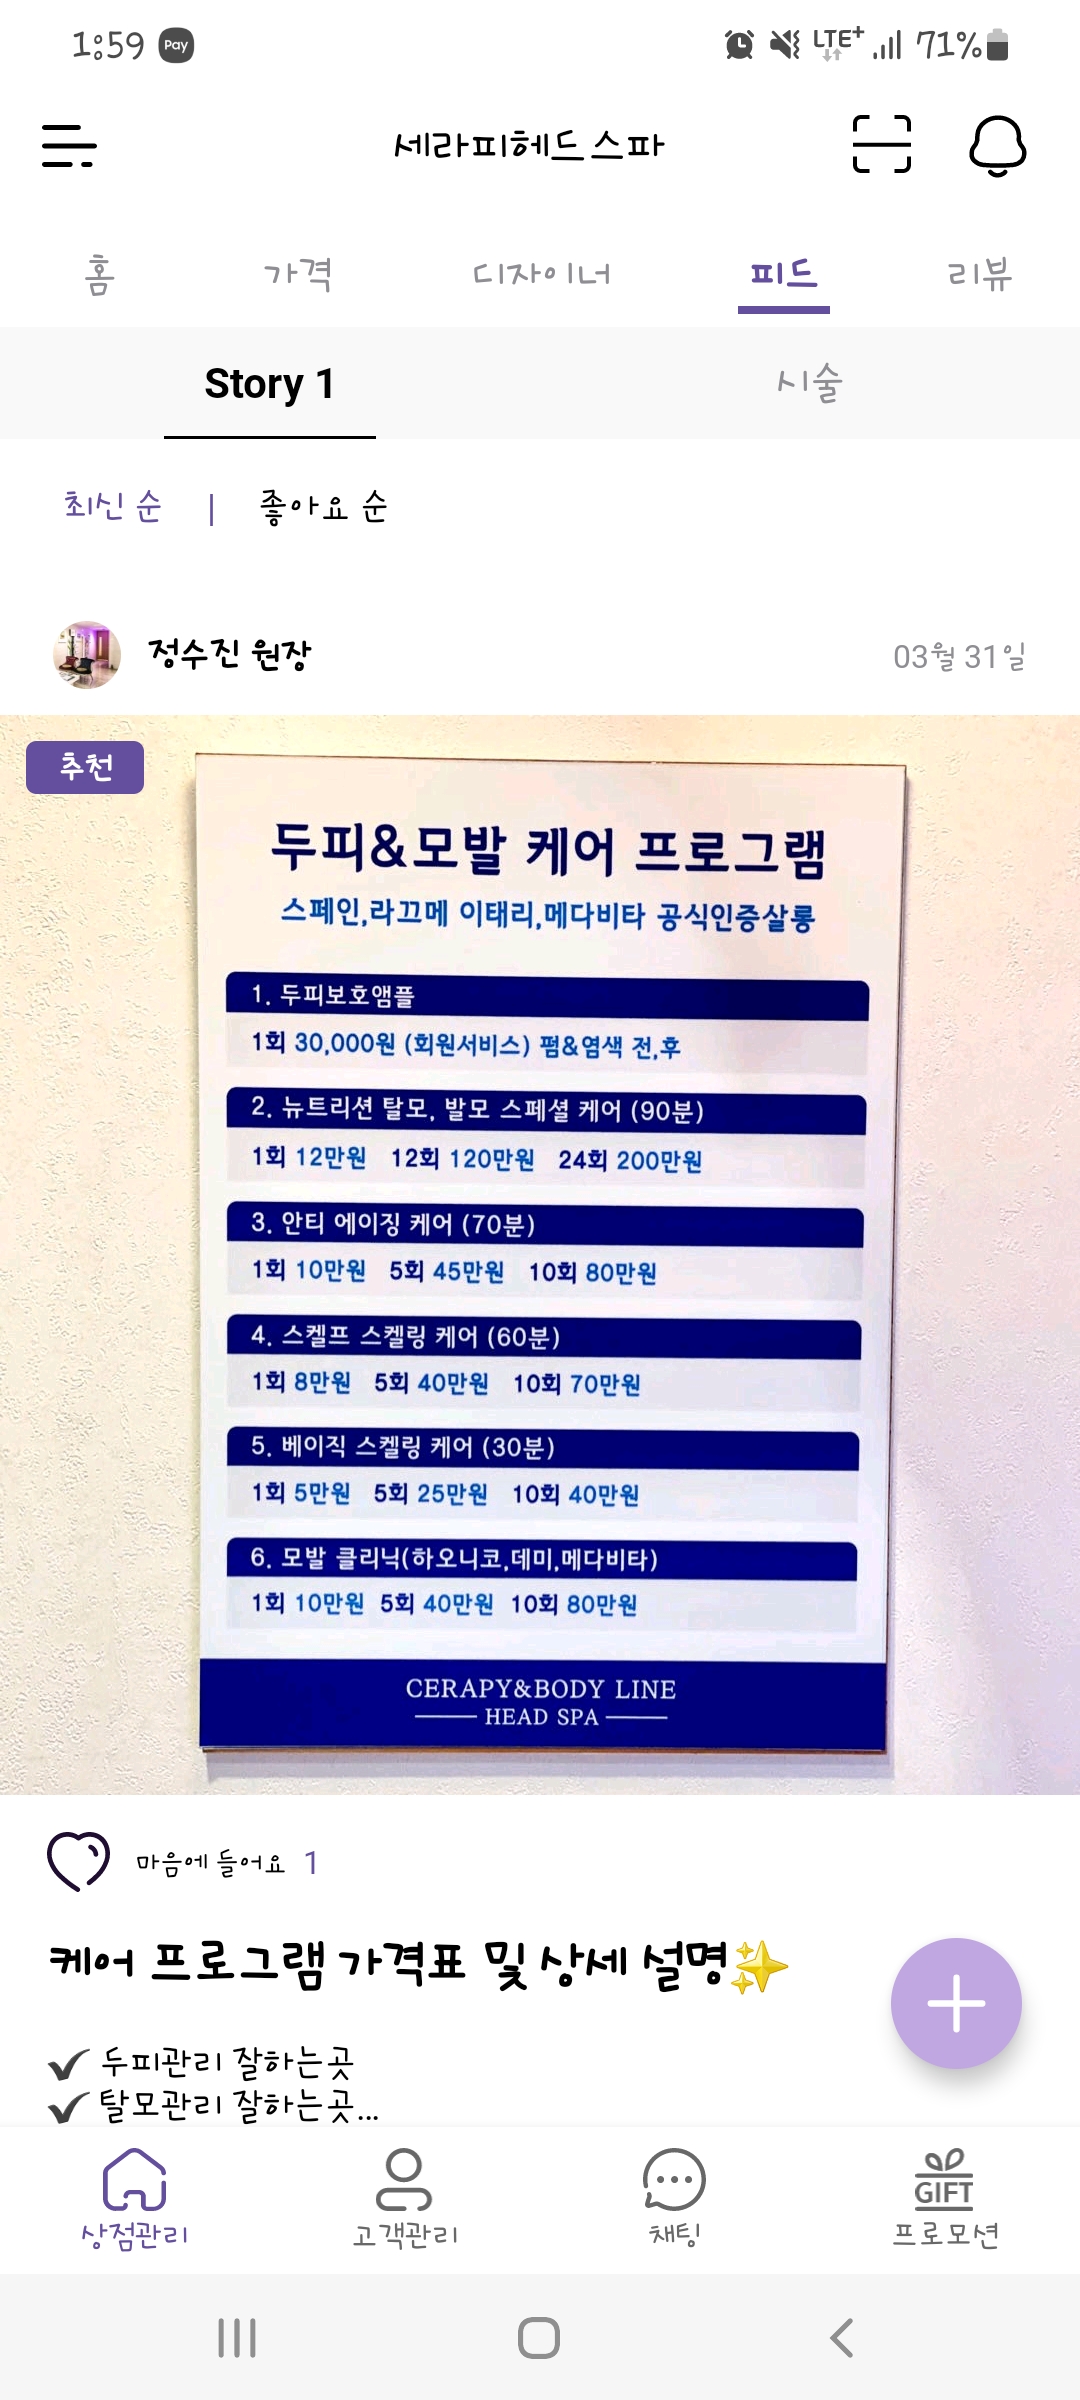 1:59 Pay LTE+ 71%
세라피헤드 스파
홈 가격 디자이너 피드 리뷰
Story 1 시술
최신 순 | 좋아요 순
정수진 원장 03월 31일
추천
두피&모발 케어 프로그램
스페인,라끄메 이태리,메다비타 공식인증살롱
1. 두피보호앰플
1회 30,000원 (회원서비스) 펌&염색 전,후
2. 뉴트리션 탈모, 발모 스페셜 케어 (90분)
1회 12만원 12회 120만원 24회 200만원
3. 안티 에이징 케어 (70분)
1회 10만원 5회 45만원 10회 80만원
4. 스켈프 스켈링 케어 (60분)
1회 8만원 5회 40만원 10회 70만원
5. 베이직 스켈링 케어 (30분)
1회 5만원 5회 25만원 10회 40만원
6. 모발 클리닉(하오니코,데미,메다비타)
1회 10만원 5회 40만원 10회 80만원
CERAPY&BODY LINE
HEAD SPA
마음에 들어요 1
케어 프로그램 가격표 및 상세 설명✨
✔ 두피관리 잘하는곳
✔ 탈모관리 잘하는곳...
GIFT
상점관리 고객관리 채팅 프로모션